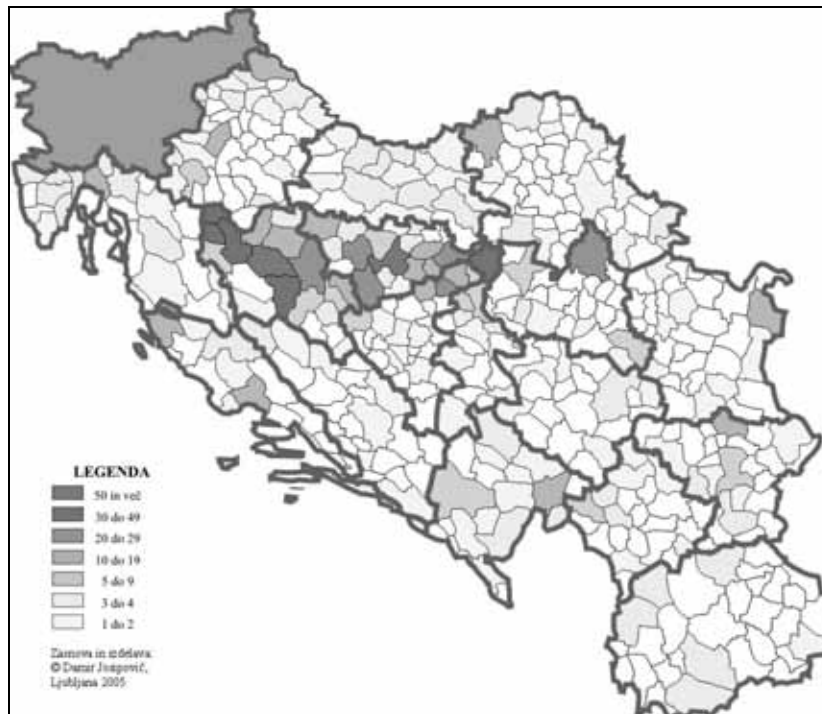 LEGENDA
50 in več
30 do 49
20 do 29
10 do 19
5 do 9
3 do 4
1 do 2
Zasnova in izdelava:
© Damir Josipovič,
Ljubljana 2005